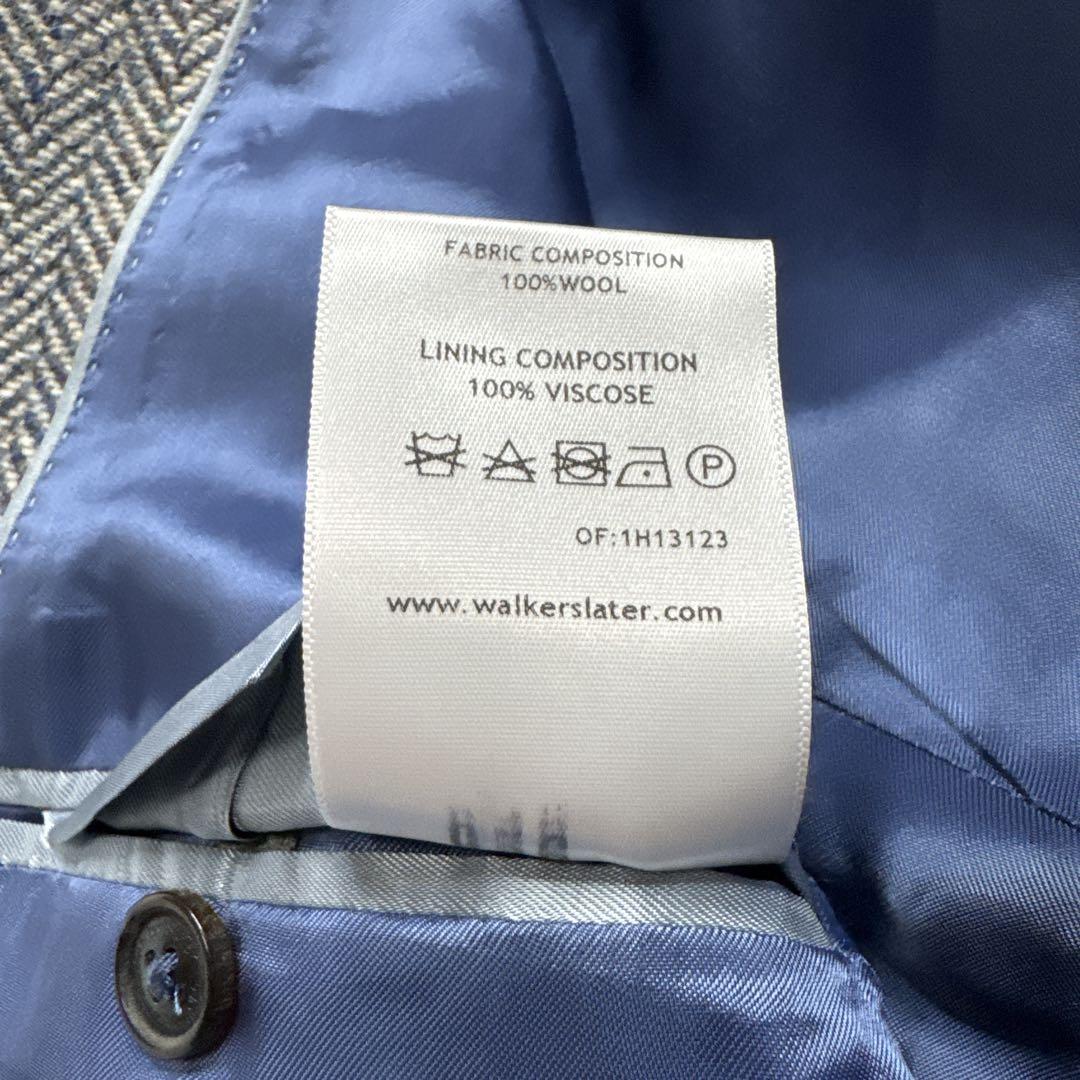 FABRIC COMPOSITION
100%WOOL
LINING COMPOSITION
100% VISCOSE
P
OF:1H13123
www.walkerslater.com